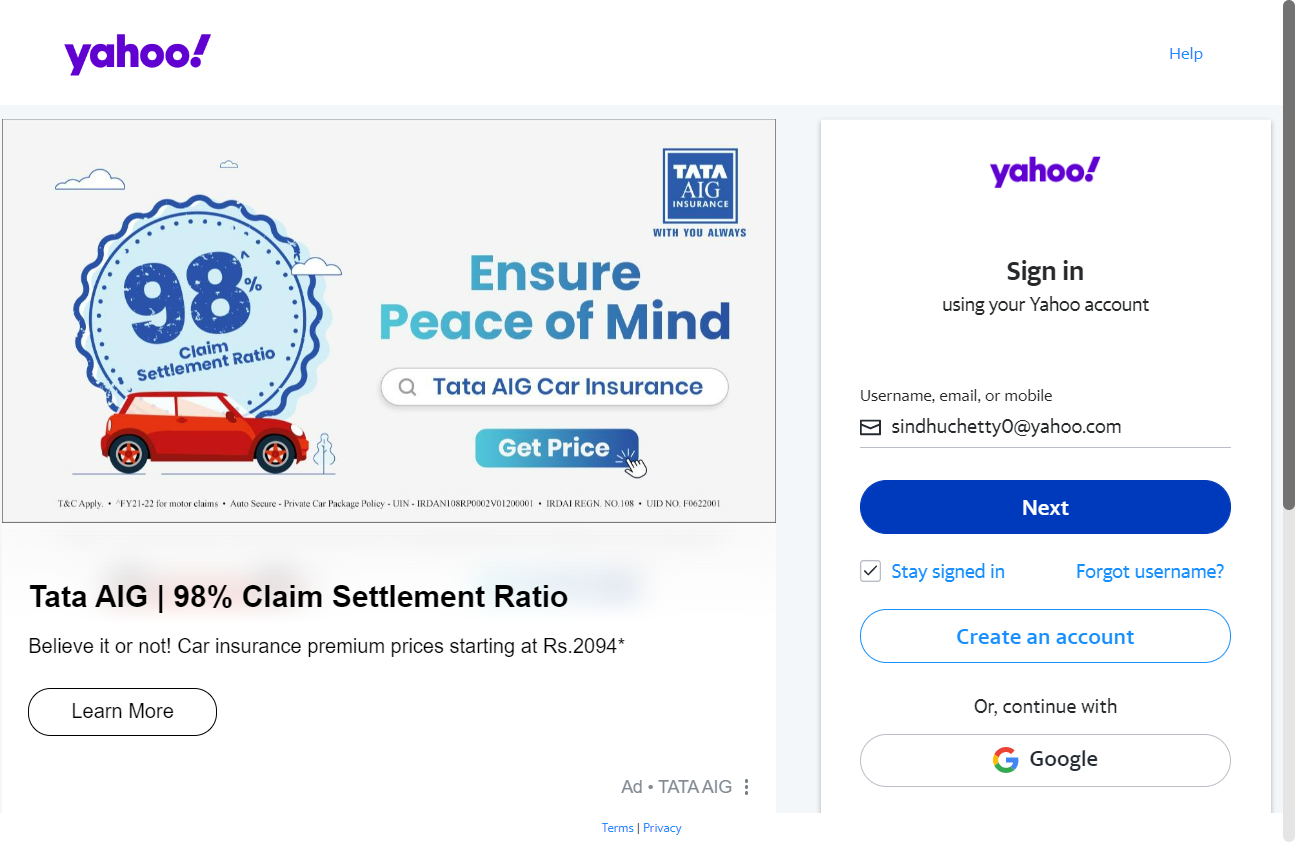 yahoo!
Help
TATA
AIG
INSURANCE
WITH YOU ALWAYS
98^%
Claim
Settlement Ratio
Ensure
Peace of Mind
Tata AIG Car Insurance
Get Price
T&C Apply. • ^FY21-22 for motor claims • Auto Secure - Private Car Package Policy - UIN - IRDAN108RP0002V01200001 • IRDAI REGN. NO.108 • UID NO. F0622001
Tata AIG | 98% Claim Settlement Ratio
Believe it or not! Car insurance premium prices starting at Rs.2094*
Learn More
Ad • TATA AIG
yahoo!
Sign in
using your Yahoo account
Username, email, or mobile
sindhuchetty0@yahoo.com
Next
Stay signed in
Forgot username?
Create an account
Or, continue with
Google
Terms | Privacy